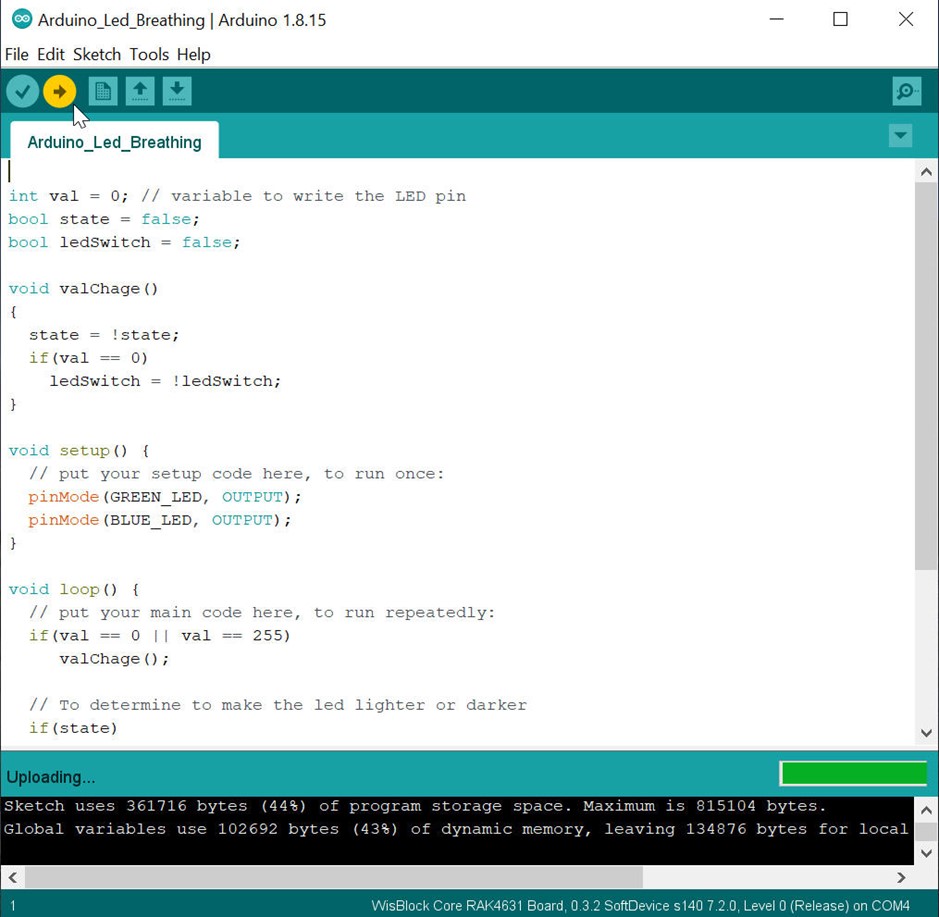 Arduino_Led_Breathing | Arduino 1.8.15
File Edit Sketch Tools Help
Arduino_Led_Breathing
int val = 0; // variable to write the LED pin
bool state = false;
bool ledSwitch = false;
void valChage()
{
  state = !state;
  if(val == 0)
    ledSwitch = !ledSwitch;
}
void setup() {
  // put your setup code here, to run once:
  pinMode(GREEN_LED, OUTPUT);
  pinMode(BLUE_LED, OUTPUT);
}
void loop() {
  // put your main code here, to run repeatedly:
  if(val == 0 || val == 255)
     valChage();
  // To determine to make the led lighter or darker
  if(state)
Uploading...
Sketch uses 361716 bytes (44%) of program storage space. Maximum is 815104 bytes.
Global variables use 102692 bytes (43%) of dynamic memory, leaving 134876 bytes for local
1 WisBlock Core RAK4631 Board, 0.3.2 SoftDevice s140 7.2.0, Level 0 (Release) on COM4